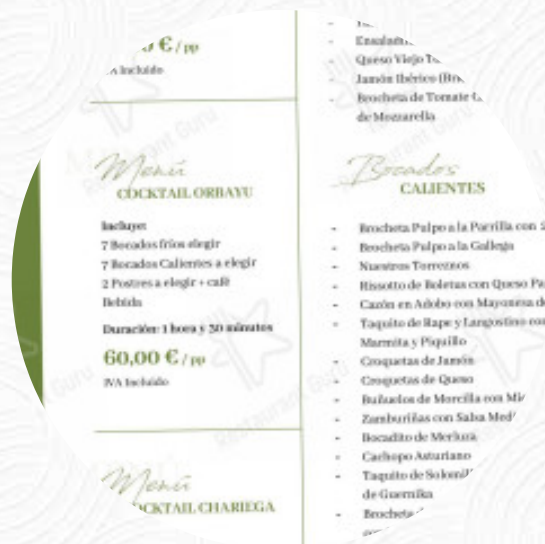 € / pp
Incluido
Menú
COCKTAIL ORBAYU
Incluye:
7 Bocados fríos elegir
7 Bocados Calientes a elegir
2 Postres a elegir + café
Bebida
Duración: 1 hora y 30 minutos
60,00 € / pp
IVA Incluido
Menú
CHARIEGA
Queso Viejo
Jamón Ibérico
Brocheta de Tomate
de Mozzarella
Bocados
CALIENTES
- Brocheta Pulpo a la Parrilla con
- Brocheta Pulpo a la Gallega
- Nuestros Torreznos
- Rissotto de Boletus con Queso
- Cazón en Adobo con Mayonesa
- Taquito de Rape y Langostino con
Marmita y Piquillo
- Croquetas de Jamón
- Croquetas de Queso
- Buñuelos de Morcilla con
- Zamburiñas con Salsa
- Bocadito de Merluza
- Cachopo Asturiano
- Taquito de
de Guernika
- Brocheta
Restaurant Guru